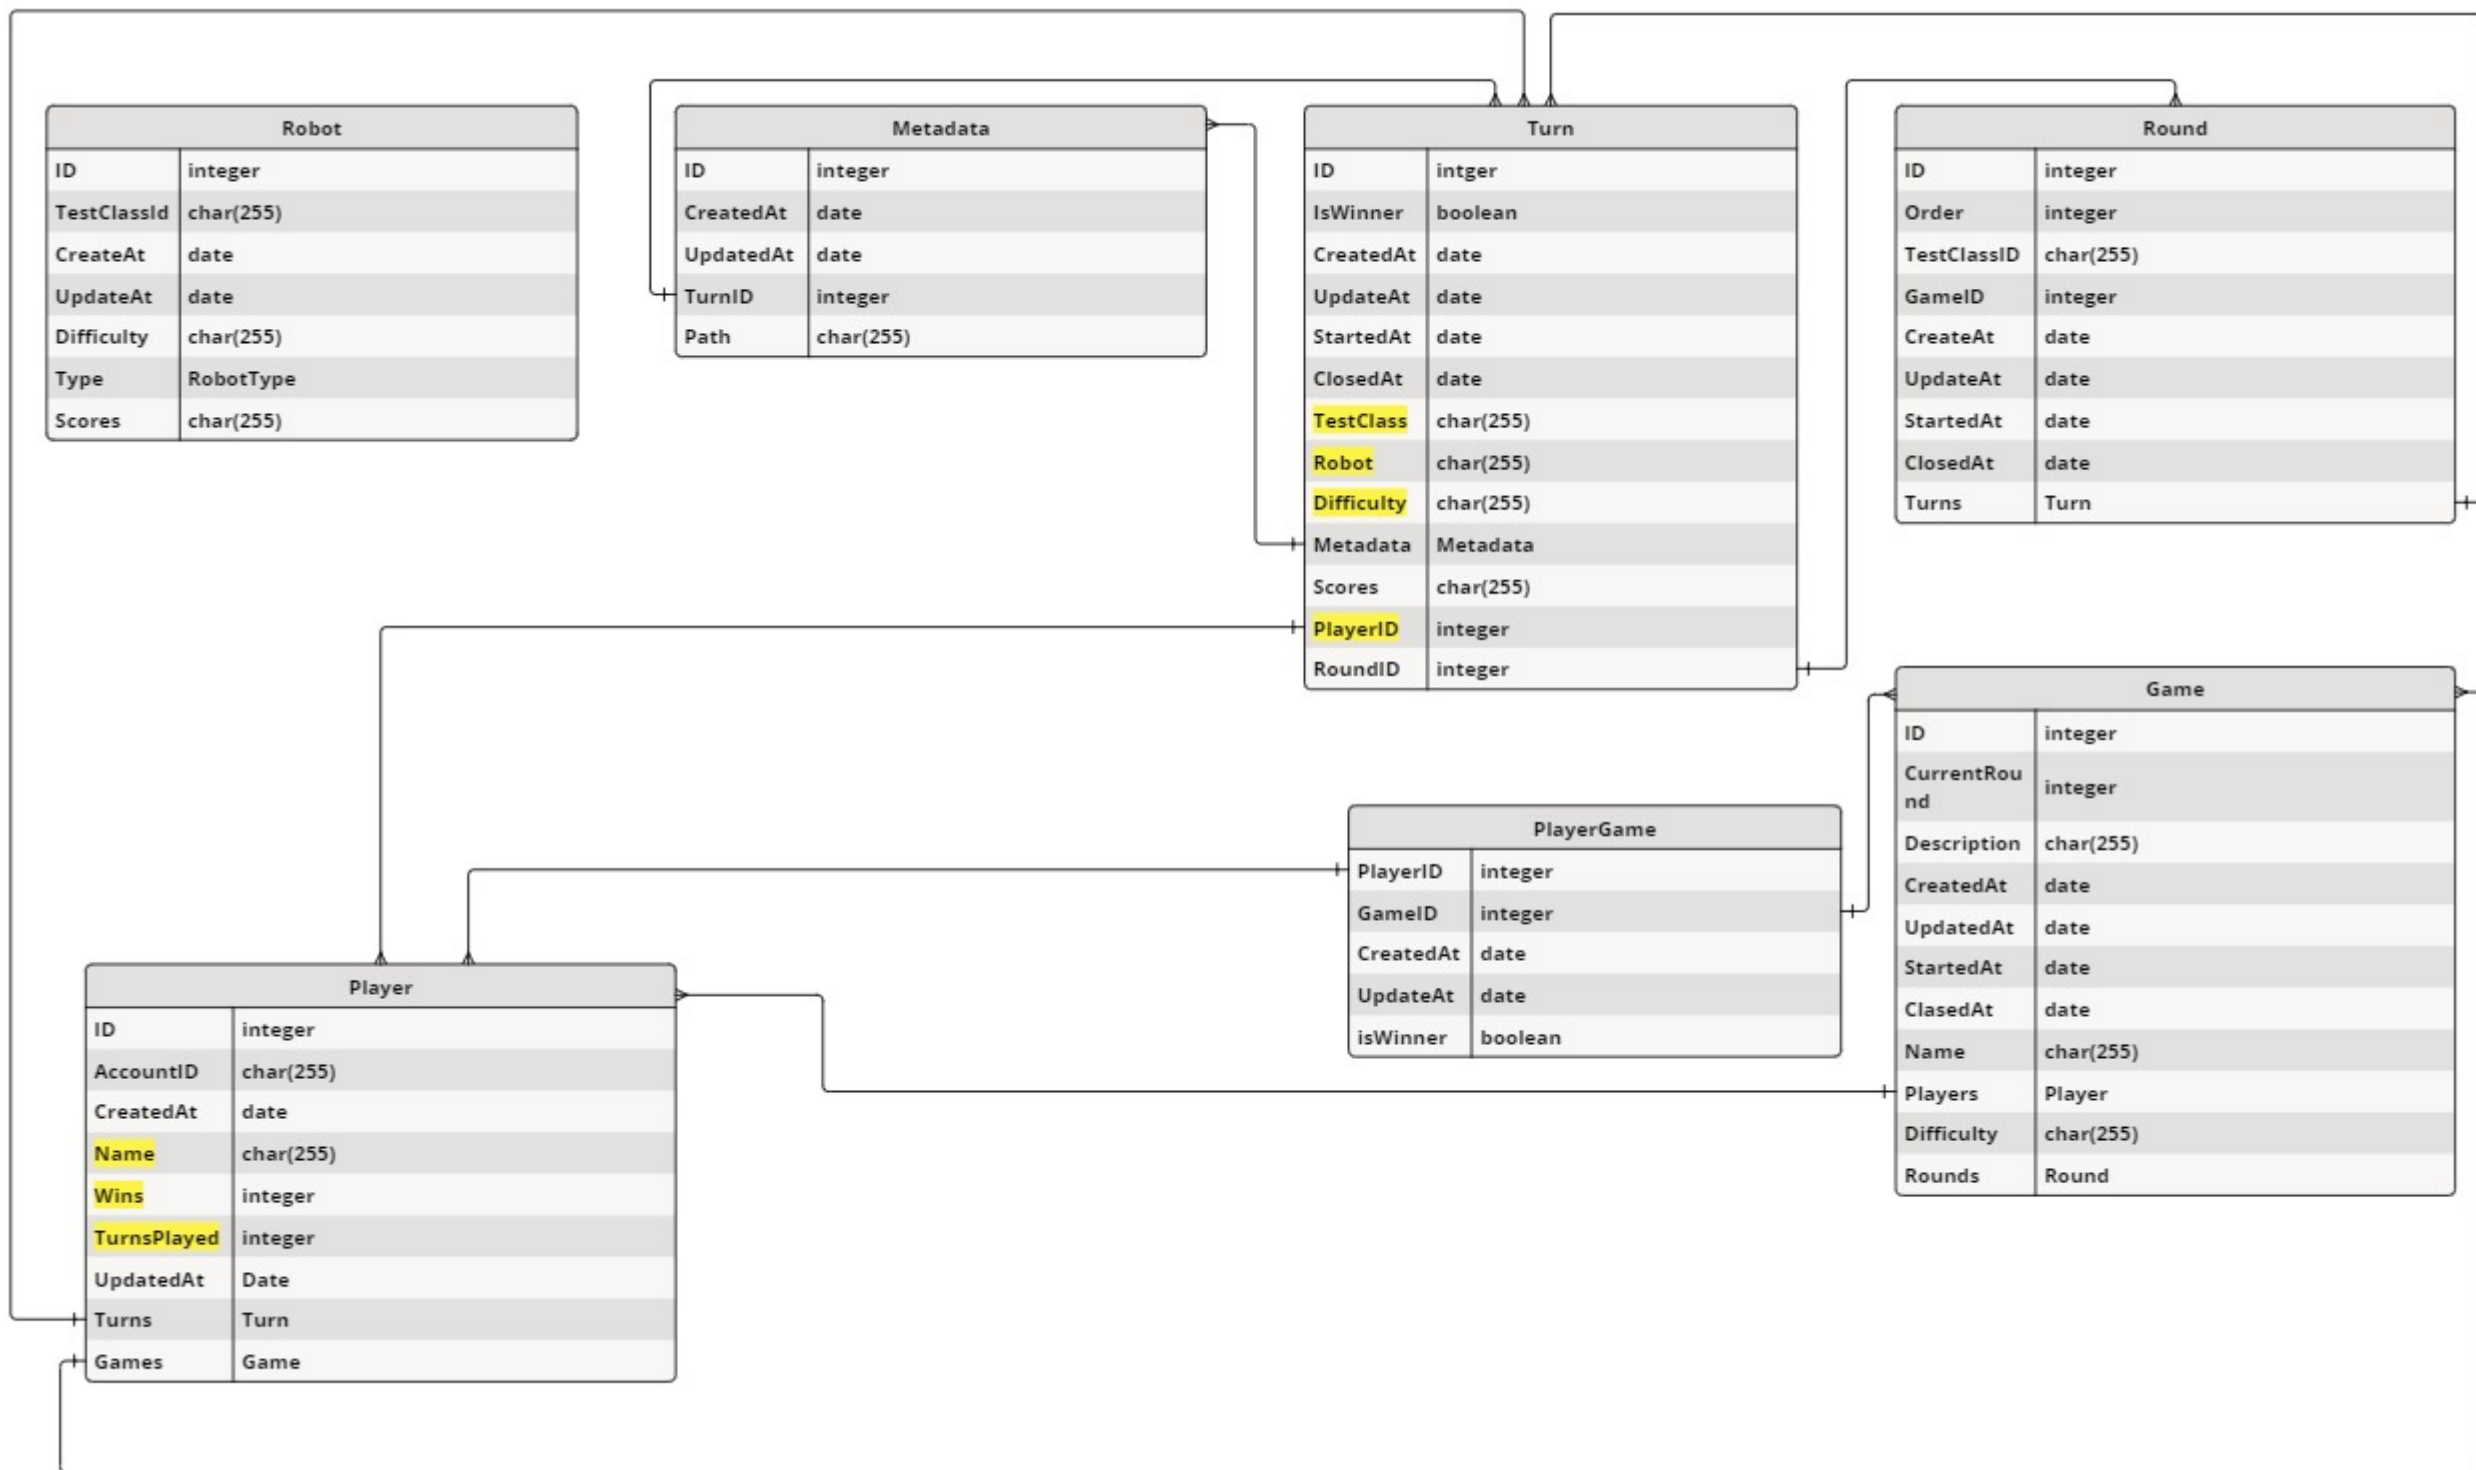 Robot
ID integer
TestClassId char(255)
CreateAt date
UpdateAt date
Difficulty char(255)
Type RobotType
Scores char(255)
Metadata
ID integer
CreatedAt date
UpdatedAt date
TurnID integer
Path char(255)
Turn
ID intger
IsWinner boolean
CreatedAt date
UpdateAt date
StartedAt date
ClosedAt date
TestClass char(255)
Robot char(255)
Difficulty char(255)
Metadata Metadata
Scores char(255)
PlayerID integer
RoundID integer
Round
ID integer
Order integer
TestClassID char(255)
GameID integer
CreateAt date
UpdateAt date
StartedAt date
ClosedAt date
Turns Turn
Game
ID integer
CurrentRou
nd integer
Description char(255)
CreatedAt date
UpdatedAt date
StartedAt date
ClasedAt date
Name char(255)
Players Player
Difficulty char(255)
Rounds Round
PlayerGame
PlayerID integer
GameID integer
CreatedAt date
UpdateAt date
isWinner boolean
Player
ID integer
AccountID char(255)
CreatedAt date
Name char(255)
Wins integer
TurnsPlayed integer
UpdatedAt Date
Turns Turn
Games Game